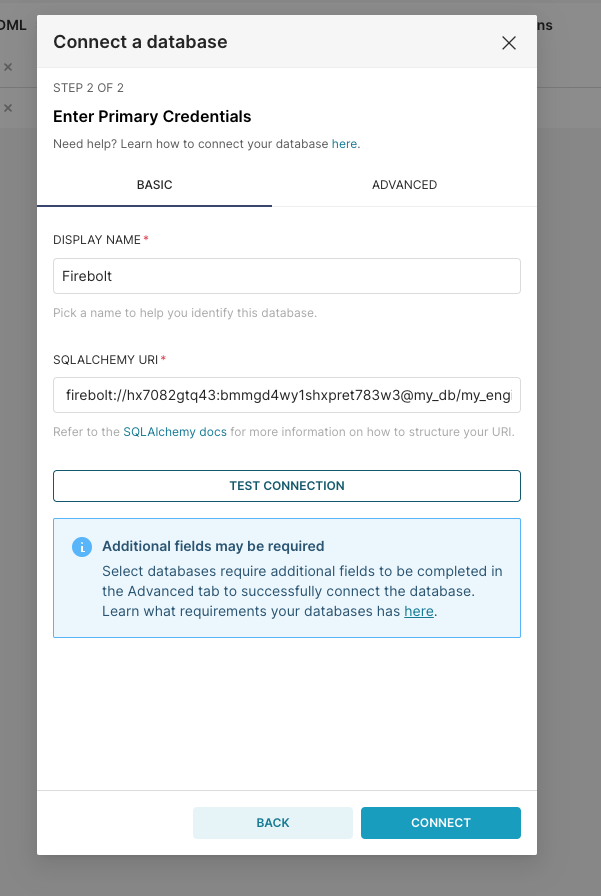 OML
ns
Connect a database
STEP 2 OF 2
Enter Primary Credentials
Need help? Learn how to connect your database here.
BASIC
ADVANCED
DISPLAY NAME*
Firebolt
Pick a name to help you identify this database.
SQLALCHEMY URI*
firebolt://hx7082gtq43:bmmgd4wy1shxpret783w3@my_db/my_engi
Refer to the SQLAlchemy docs for more information on how to structure your URI.
TEST CONNECTION
Additional fields may be required
Select databases require additional fields to be completed in
the Advanced tab to successfully connect the database.
Learn what requirements your databases has here.
BACK
CONNECT